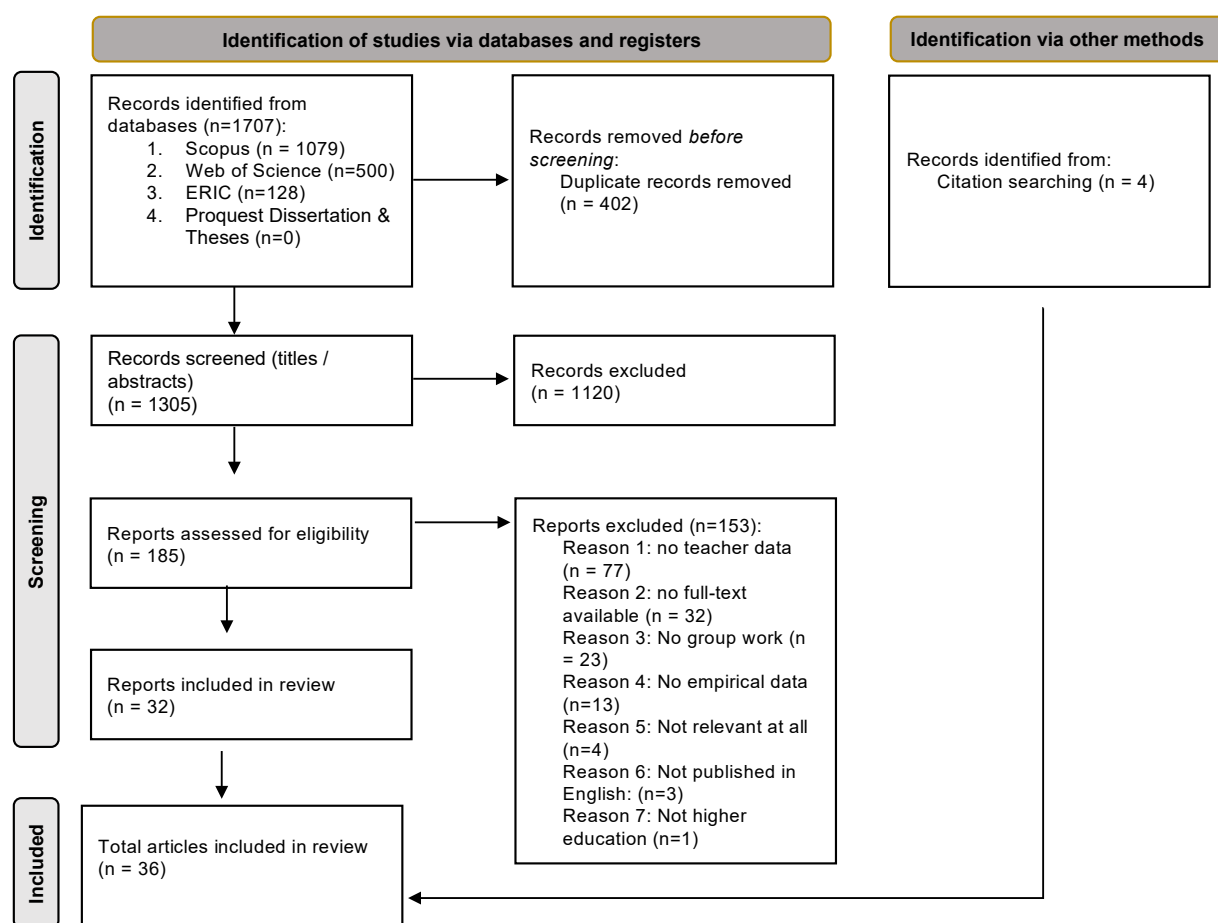 Identification of studies via databases and registers
Identification via other methods
Identification
Records identified from
databases (n=1707):
1. Scopus (n = 1079)
2. Web of Science (n=500)
3. ERIC (n=128)
4. Proquest Dissertation &
Theses (n=0)
Records removed before
screening:
Duplicate records removed
(n = 402)
Records identified from:
Citation searching (n = 4)
Screening
Records screened (titles /
abstracts)
(n = 1305)
Records excluded
(n = 1120)
Reports assessed for eligibility
(n = 185)
Reports excluded (n=153):
Reason 1: no teacher data
(n = 77)
Reason 2: no full-text
available (n = 32)
Reason 3: No group work (n
= 23)
Reason 4: No empirical data
(n=13)
Reason 5: Not relevant at all
(n=4)
Reason 6: Not published in
English: (n=3)
Reason 7: Not higher
education (n=1)
Reports included in review
(n = 32)
Included
Total articles included in review
(n = 36)